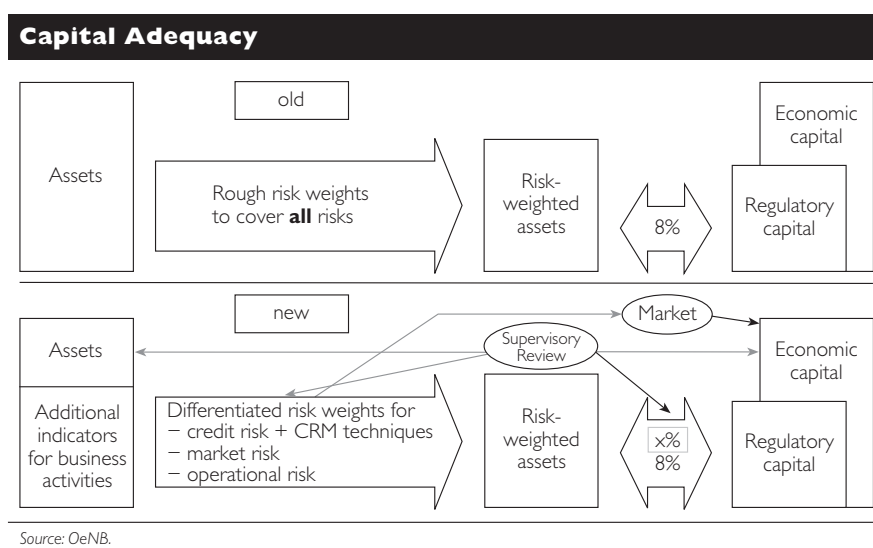 Capital Adequacy
old
Assets
Rough risk weights
to cover all risks
Risk-
weighted
assets
8%
Economic
capital
Regulatory
capital
new
Market
Supervisory
Review
Assets
Economic
capital
Additional
indicators
for business
activities
Differentiated risk weights for
– credit risk + CRM techniques
– market risk
– operational risk
Risk-
weighted
assets
x%
8%
Regulatory
capital
Source: OeNB.